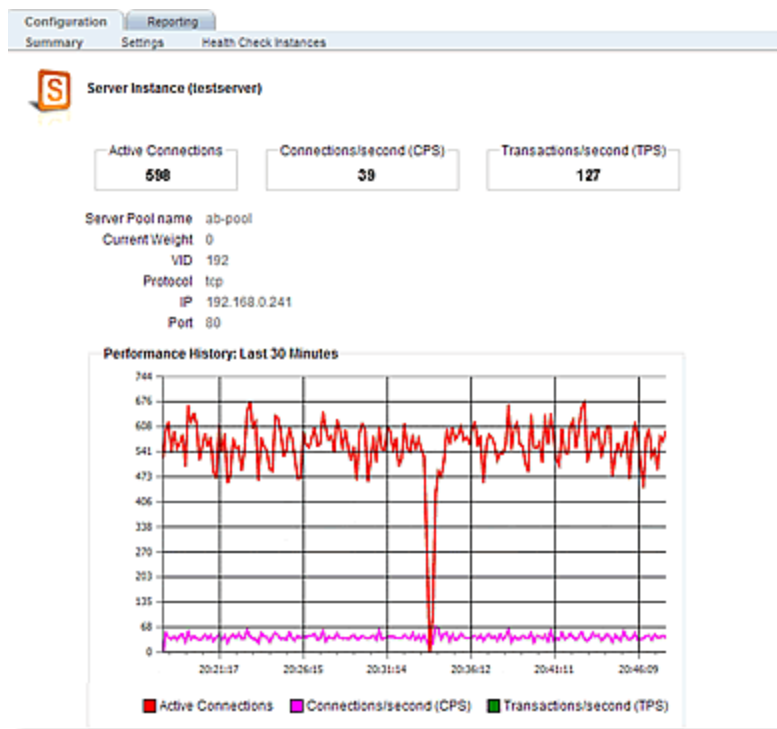 Configuration Reporting
Summary Settings Health Check Instances
S
Server Instance (testserver)
Active Connections Connections/second (CPS) Transactions/second (TPS)
598 39 127
Server Pool name ab-pool
Current Weight 0
VID 192
Protocol tcp
IP 192.168.0.241
Port 80
Performance History: Last 30 Minutes
744
676
608
541
473
406
338
270
203
135
68
0
20:21:17 20:26:15 20:31:14 20:36:12 20:41:11 20:46:09
Active Connections Connections/second (CPS) Transactions/second (TPS)